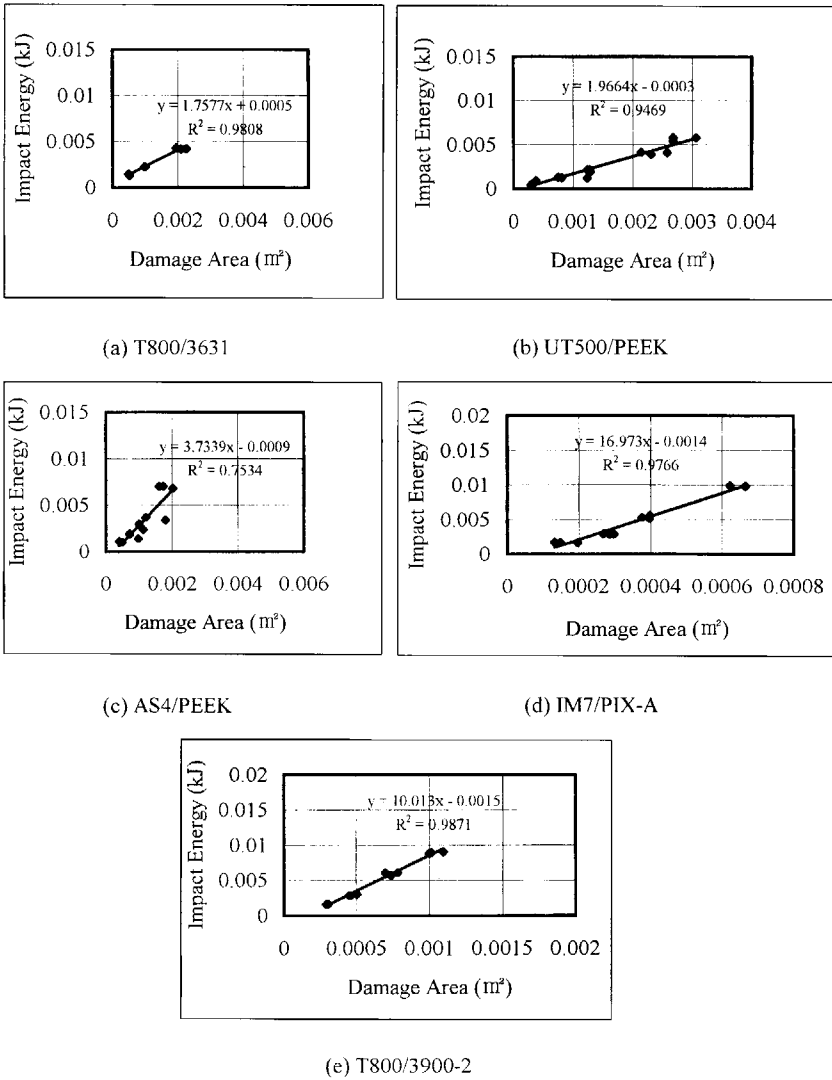 Impact Energy (kJ)
0.015
0.01
0.005
0
y = 1.7577x + 0.0005
R² = 0.9808
0 0.002 0.004 0.006
Damage Area (m²)
(a) T800/3631
Impact Energy (kJ)
0.015
0.01
0.005
0
y = 1.9664x - 0.0003
R² = 0.9469
0 0.001 0.002 0.003 0.004
Damage Area (m²)
(b) UT500/PEEK
Impact Energy (kJ)
0.015
0.01
0.005
0
y = 3.7339x - 0.0009
R² = 0.7534
0 0.002 0.004 0.006
Damage Area (m²)
(c) AS4/PEEK
Impact Energy (kJ)
0.02
0.015
0.01
0.005
0
y = 16.973x - 0.0014
R² = 0.9766
0 0.0002 0.0004 0.0006 0.0008
Damage Area (m²)
(d) IM7/PIX-A
Impact Energy (kJ)
0.02
0.015
0.01
0.005
0
y = 10.013x - 0.0015
R² = 0.9871
0 0.0005 0.001 0.0015 0.002
Damage Area (m²)
(e) T800/3900-2